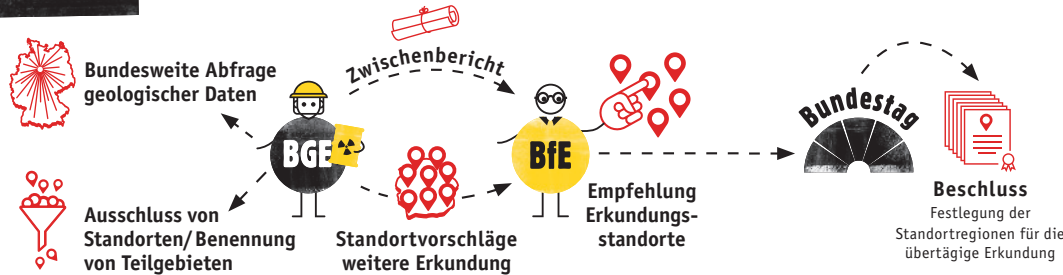 Bundesweite Abfrage
geologischer Daten
BGE
Ausschluss von
Standorten/Benennung
von Teilgebieten
Zwischenbericht
Standortvorschläge
weitere Erkundung
BfE
Empfehlung
Erkundungs-
standorte
Bundestag
Beschluss
Festlegung der
Standortregionen für die
übertägige Erkundung